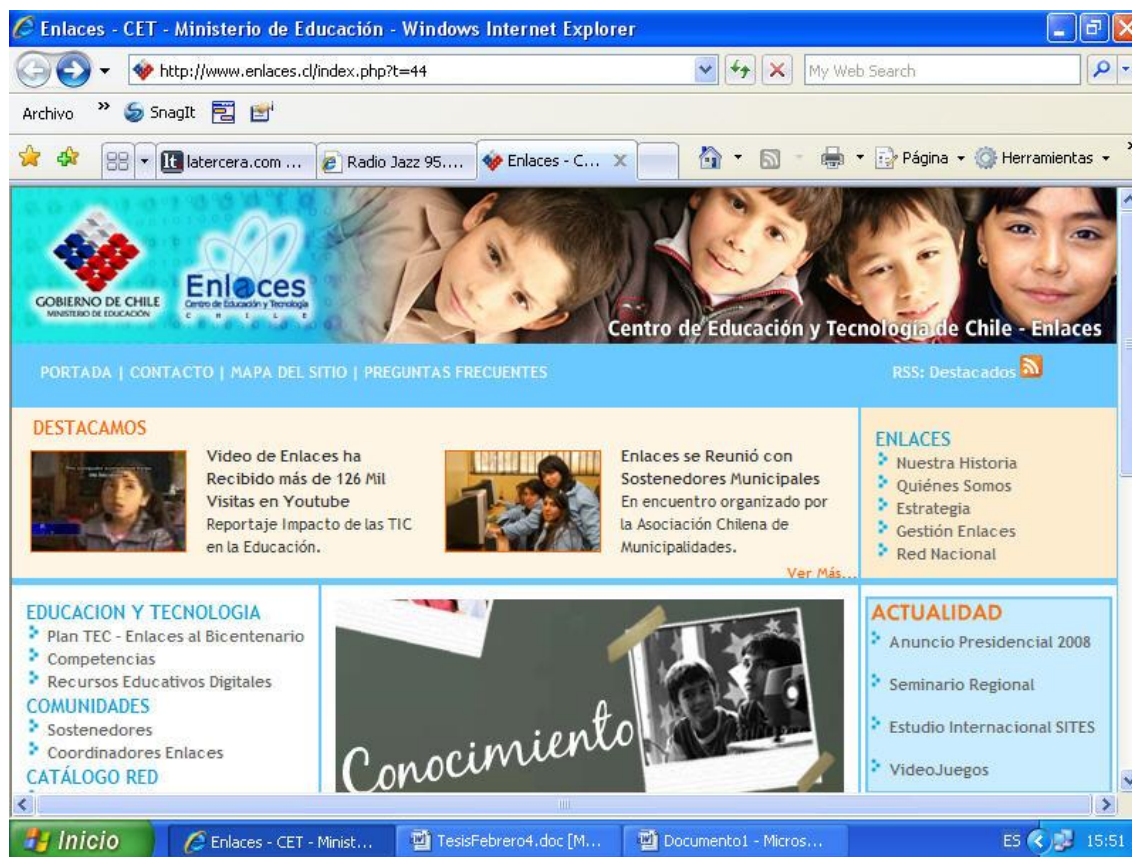 Enlaces - CET - Ministerio de Educación - Windows Internet Explorer
http://www.enlaces.cl/index.php?t=44
My Web Search
Archivo » SnagIt
latercera.com ...
Radio Jazz 95....
Enlaces - C...
Página
Herramientas
GOBIERNO DE CHILE
MINISTERIO DE EDUCACIÓN
Enlaces
Centro de Educación y Tecnología
CHILE
Centro de Educación y Tecnología de Chile - Enlaces
PORTADA | CONTACTO | MAPA DEL SITIO | PREGUNTAS FRECUENTES
RSS: Destacados
DESTACAMOS
Video de Enlaces ha
Recibido más de 126 Mil
Visitas en Youtube
Reportaje Impacto de las TIC
en la Educación.
Enlaces se Reunió con
Sostenedores Municipales
En encuentro organizado por
la Asociación Chilena de
Municipalidades.
Ver Más...
ENLACES
Nuestra Historia
Quiénes Somos
Estrategia
Gestión Enlaces
Red Nacional
EDUCACION Y TECNOLOGIA
Plan TEC - Enlaces al Bicentenario
Competencias
Recursos Educativos Digitales
COMUNIDADES
Sostenedores
Coordinadores Enlaces
CATÁLOGO RED
Conocimiento
ACTUALIDAD
Anuncio Presidencial 2008
Seminario Regional
Estudio Internacional SITES
VideoJuegos
Inicio
Enlaces - CET - Minist...
TesisFebrero4.doc [M...
Documento1 - Micros...
ES
15:51